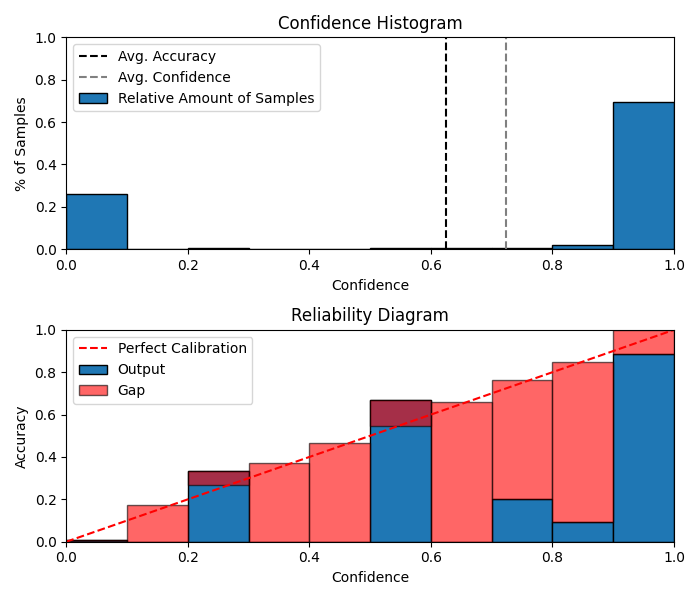 Confidence Histogram
1.0
0.8
0.6
0.4
0.2
0.0
% of Samples
Avg. Accuracy
Avg. Confidence
Relative Amount of Samples
0.0 0.2 0.4 0.6 0.8 1.0
Confidence
Reliability Diagram
1.0
0.8
0.6
0.4
0.2
0.0
Accuracy
Perfect Calibration
Output
Gap
0.0 0.2 0.4 0.6 0.8 1.0
Confidence